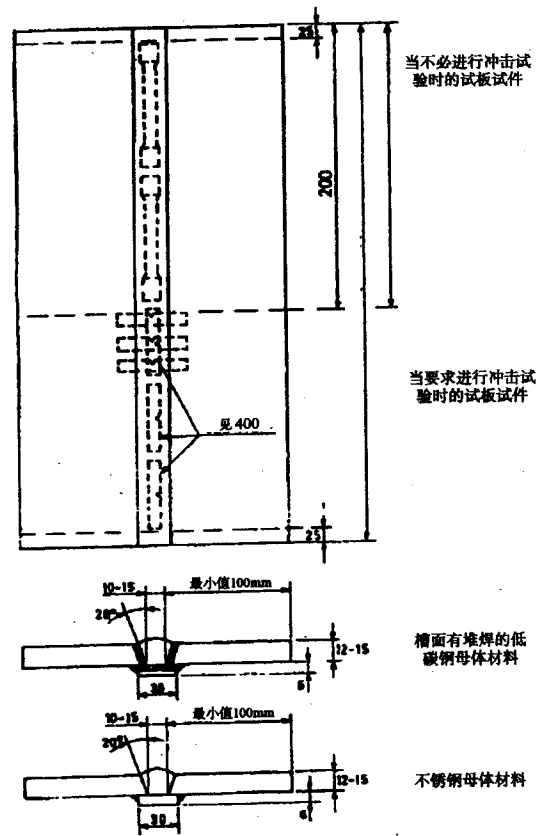 25
当不必进行冲击试
验时的试板试件
200
当要求进行冲击试
验时的试板试件
见400
25
10-15
最小值100mm
20°
12-15
6
30
槽面有堆焊的低
碳钢母体材料
10-15
最小值100mm
20°
12-15
6
30
不锈钢母体材料